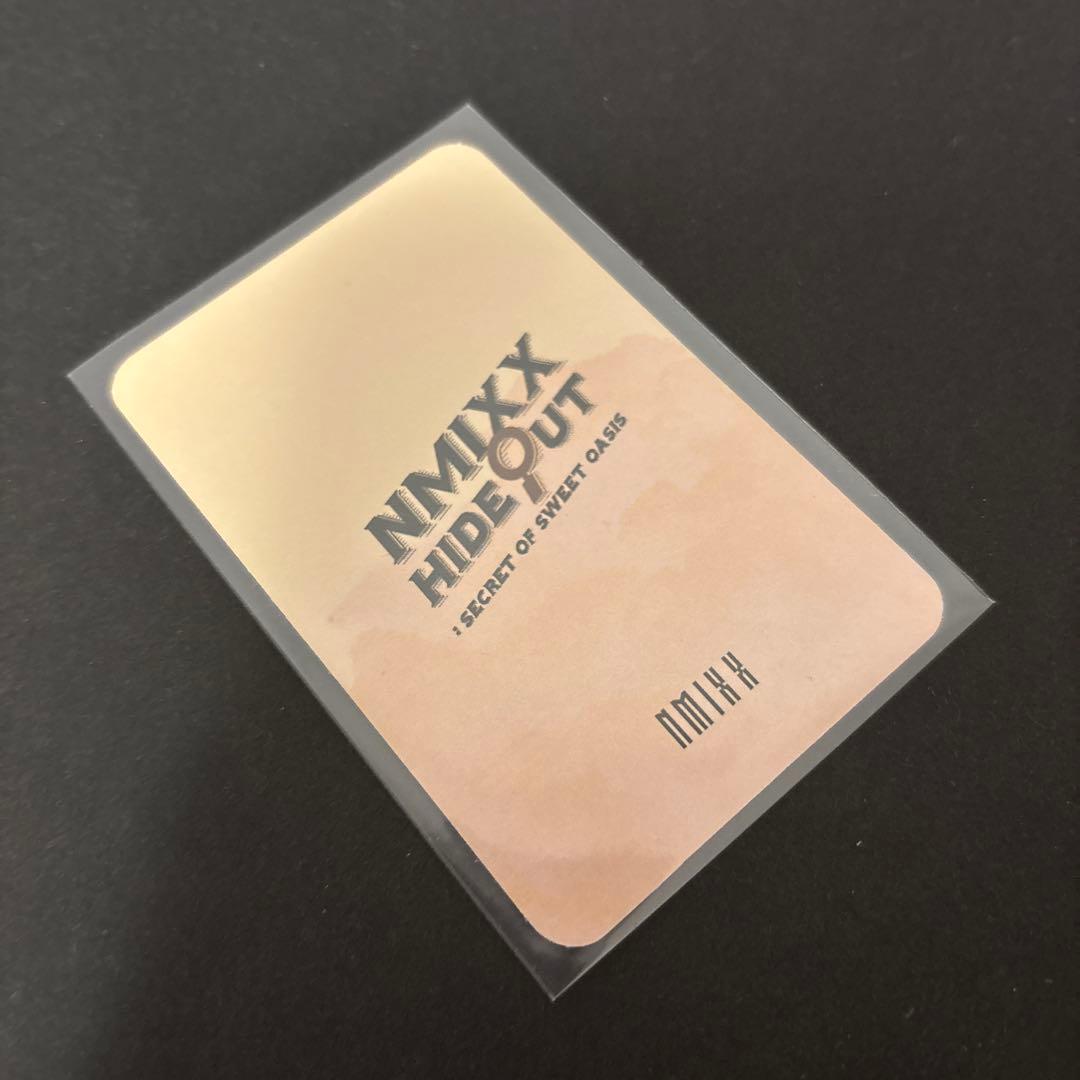 NMIXX
HIDEOUT
: SECRET OF SWEET OASIS
NMIXX